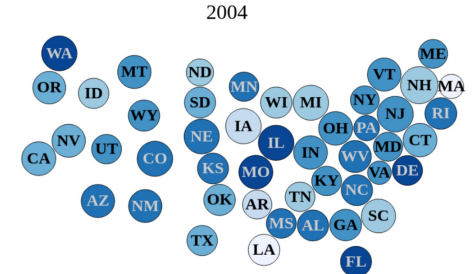 2004
WA
ME
OR
ID
MT
ND
MN
VT
NH
MA
SD
WI
MI
NY
WY
NJ
RI
NV
NE
IA
OH
PA
CT
CA
UT
CO
IL
IN
WV
MD
KS
MO
KY
VA
DE
AZ
NM
OK
AR
TN
NC
MS
AL
GA
SC
TX
LA
FL